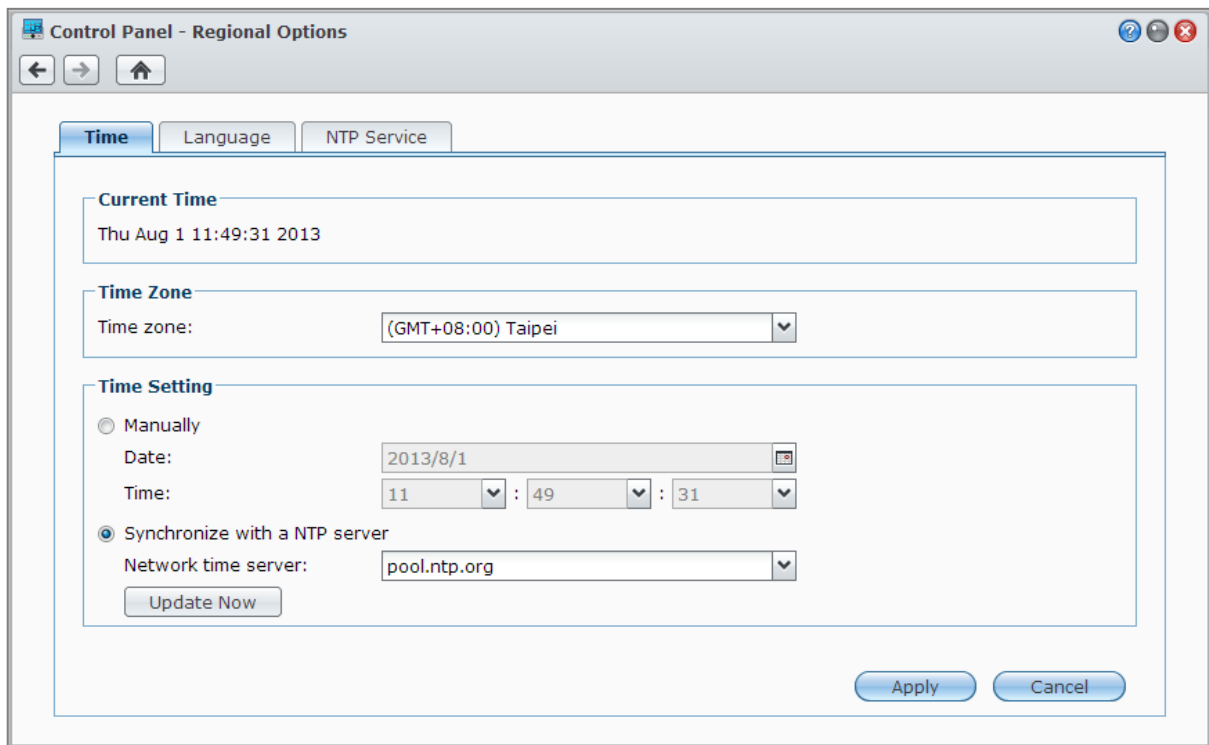 Control Panel - Regional Options
Time Language NTP Service
Current Time
Thu Aug 1 11:49:31 2013
Time Zone
Time zone: (GMT+08:00) Taipei
Time Setting
Manually
Date: 2013/8/1
Time: 11 : 49 : 31
Synchronize with a NTP server
Network time server: pool.ntp.org
Update Now
Apply Cancel